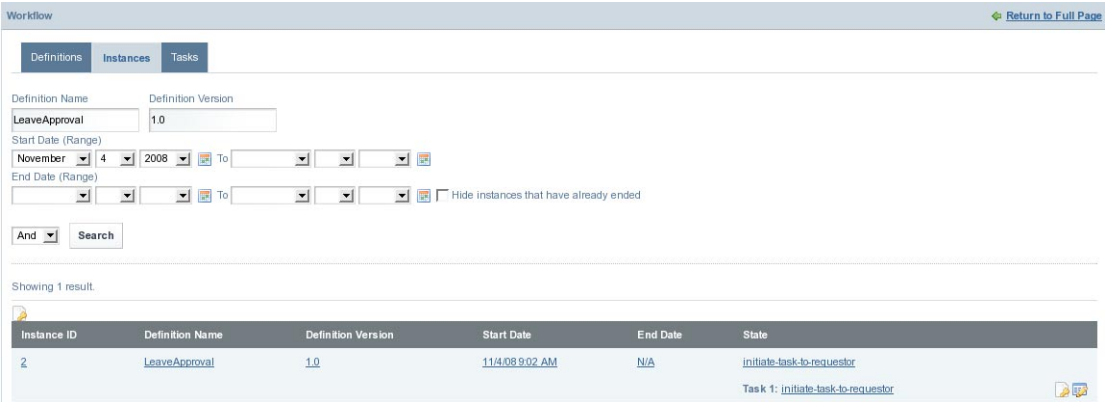 Workflow Return to Full Page
Definitions Instances Tasks
Definition Name Definition Version
LeaveApproval 1.0
Start Date (Range)
November 4 2008 To
End Date (Range)
To Hide instances that have already ended
And Search
Showing 1 result.
Instance ID Definition Name Definition Version Start Date End Date State
2 LeaveApproval 1.0 11/4/08 9:02 AM N/A initiate-task-to-requestor
Task 1: initiate-task-to-requestor